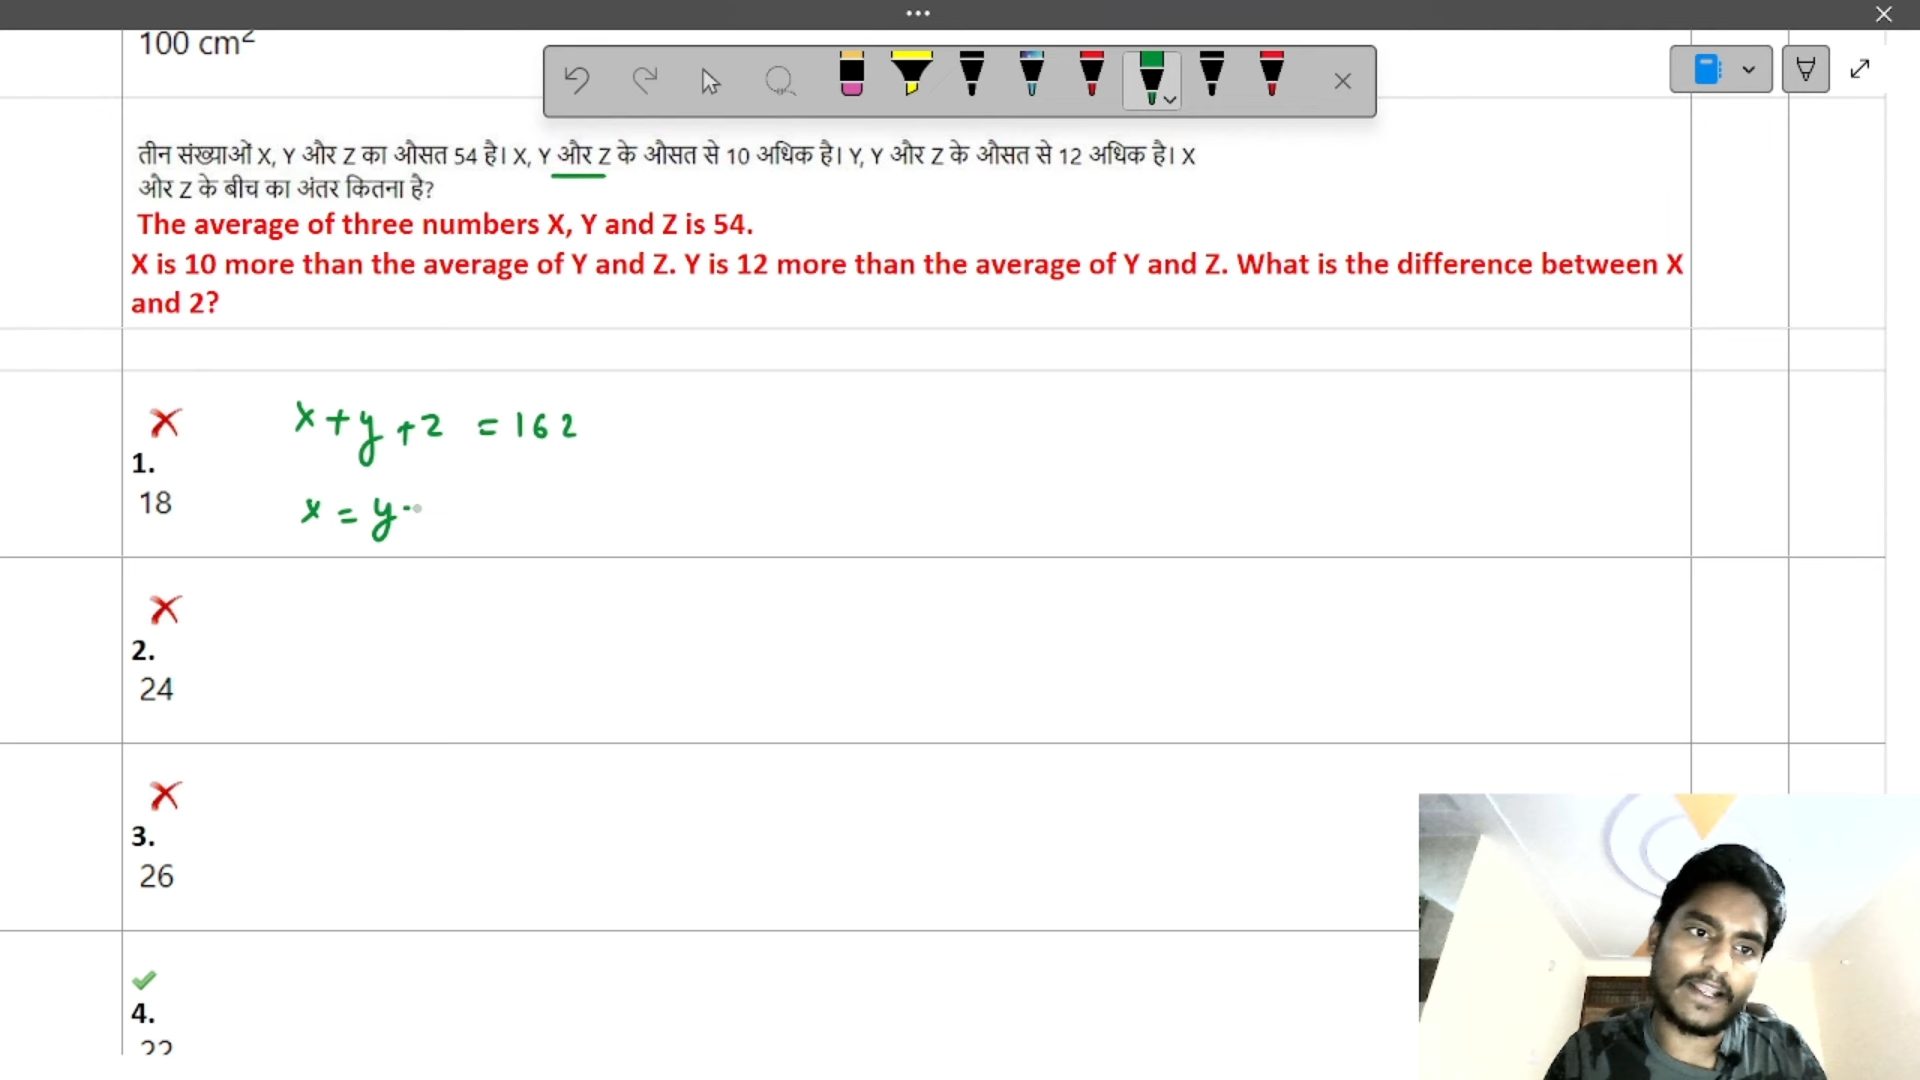 100 cm²
तीन संख्याओं X, Y और Z का औसत 54 है। X, Y और Z के औसत से 10 अधिक है। Y, Y और Z के औसत से 12 अधिक है। X
और Z के बीच का अंतर कितना है?
The average of three numbers X, Y and Z is 54.
X is 10 more than the average of Y and Z. Y is 12 more than the average of Y and Z. What is the difference between X
and 2?
x+y+z = 162
1.
18
x = y
2.
24
3.
26
4.
22